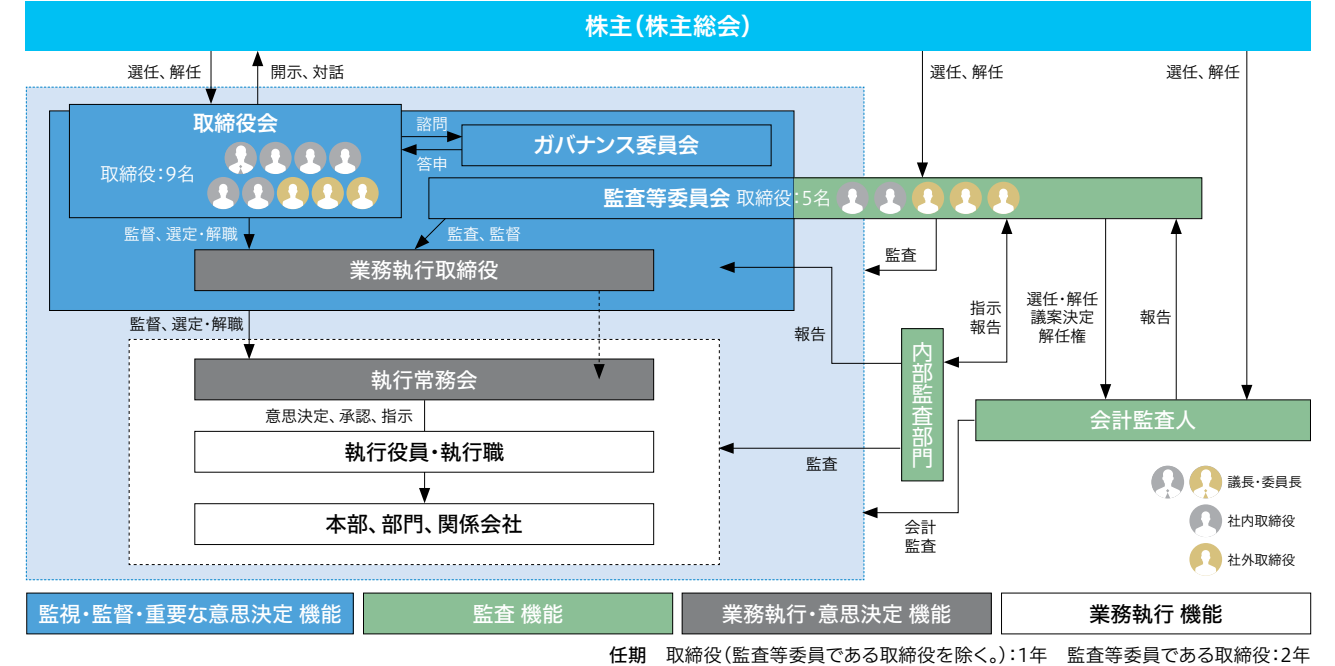 株主（株主総会）
選任、解任
開示、対話
選任、解任
選任、解任
取締役会
取締役：9名
諮問
答申
ガバナンス委員会
監査等委員会 取締役：5名
監督、選定・解職
監査、監督
業務執行取締役
監査
監督、選定・解職
報告
指示
報告
選任・解任
議案決定
解任権
報告
執行常務会
意思決定、承認、指示
執行役員・執行職
本部、部門、関係会社
内部監査部門
監査
会計監査人
会計
監査
議長・委員長
社内取締役
社外取締役
監視・監督・重要な意思決定 機能
監査 機能
業務執行・意思決定 機能
業務執行 機能
任期 取締役（監査等委員である取締役を除く。）：1年 監査等委員である取締役：2年